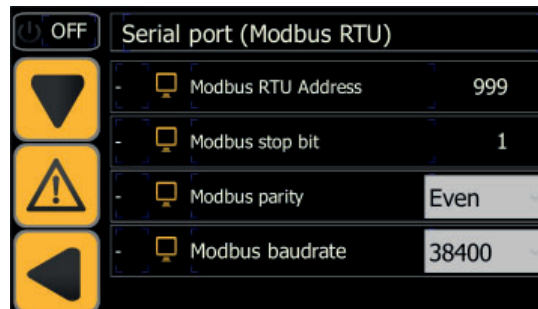 OFF
Serial port (Modbus RTU)
- Modbus RTU Address 999
- Modbus stop bit 1
- Modbus parity Even
- Modbus baudrate 38400